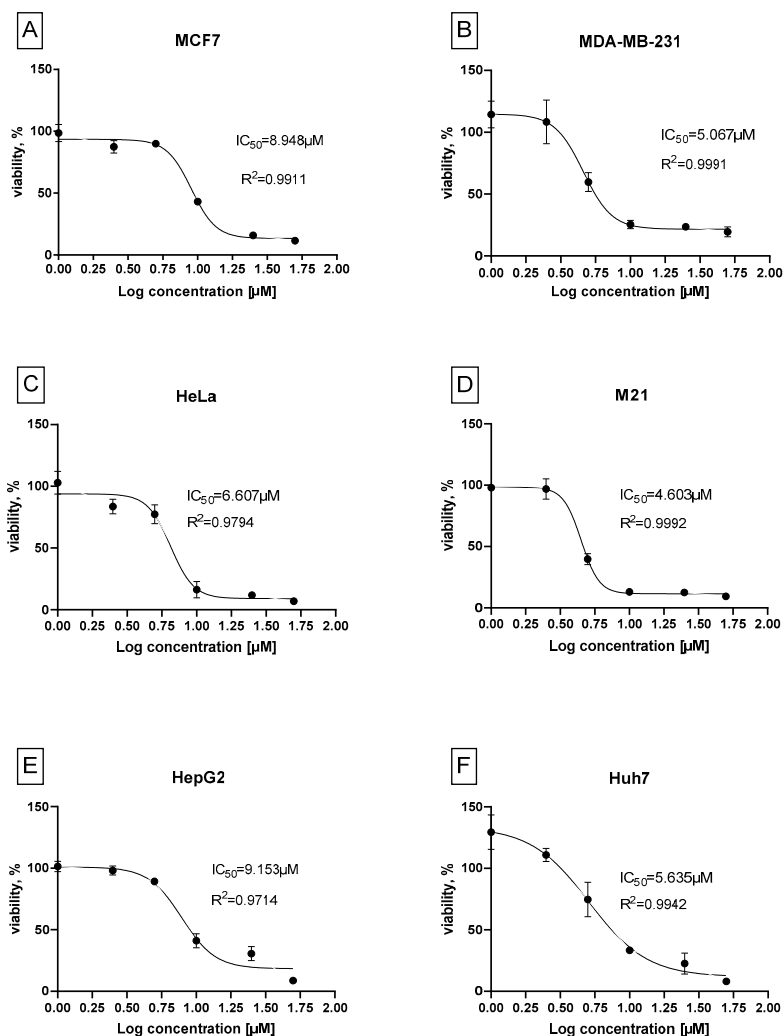 A
MCF7
150
100
50
0
viability, %
IC50=8.948µM
R2=0.9911
0.00 0.25 0.50 0.75 1.00 1.25 1.50 1.75 2.00
Log concentration [µM]
B
MDA-MB-231
150
100
50
0
viability, %
IC50=5.067µM
R2=0.9991
0.00 0.25 0.50 0.75 1.00 1.25 1.50 1.75 2.00
Log concentration [µM]
C
HeLa
150
100
50
0
viability, %
IC50=6.607µM
R2=0.9794
0.00 0.25 0.50 0.75 1.00 1.25 1.50 1.75 2.00
Log concentration [µM]
D
M21
150
100
50
0
viability, %
IC50=4.603µM
R2=0.9992
0.00 0.25 0.50 0.75 1.00 1.25 1.50 1.75 2.00
Log concentration [µM]
E
HepG2
150
100
50
0
viability, %
IC50=9.153µM
R2=0.9714
0.00 0.25 0.50 0.75 1.00 1.25 1.50 1.75 2.00
Log concentration [µM]
F
Huh7
150
100
50
0
viability, %
IC50=5.635µM
R2=0.9942
0.00 0.25 0.50 0.75 1.00 1.25 1.50 1.75 2.00
Log concentration [µM]